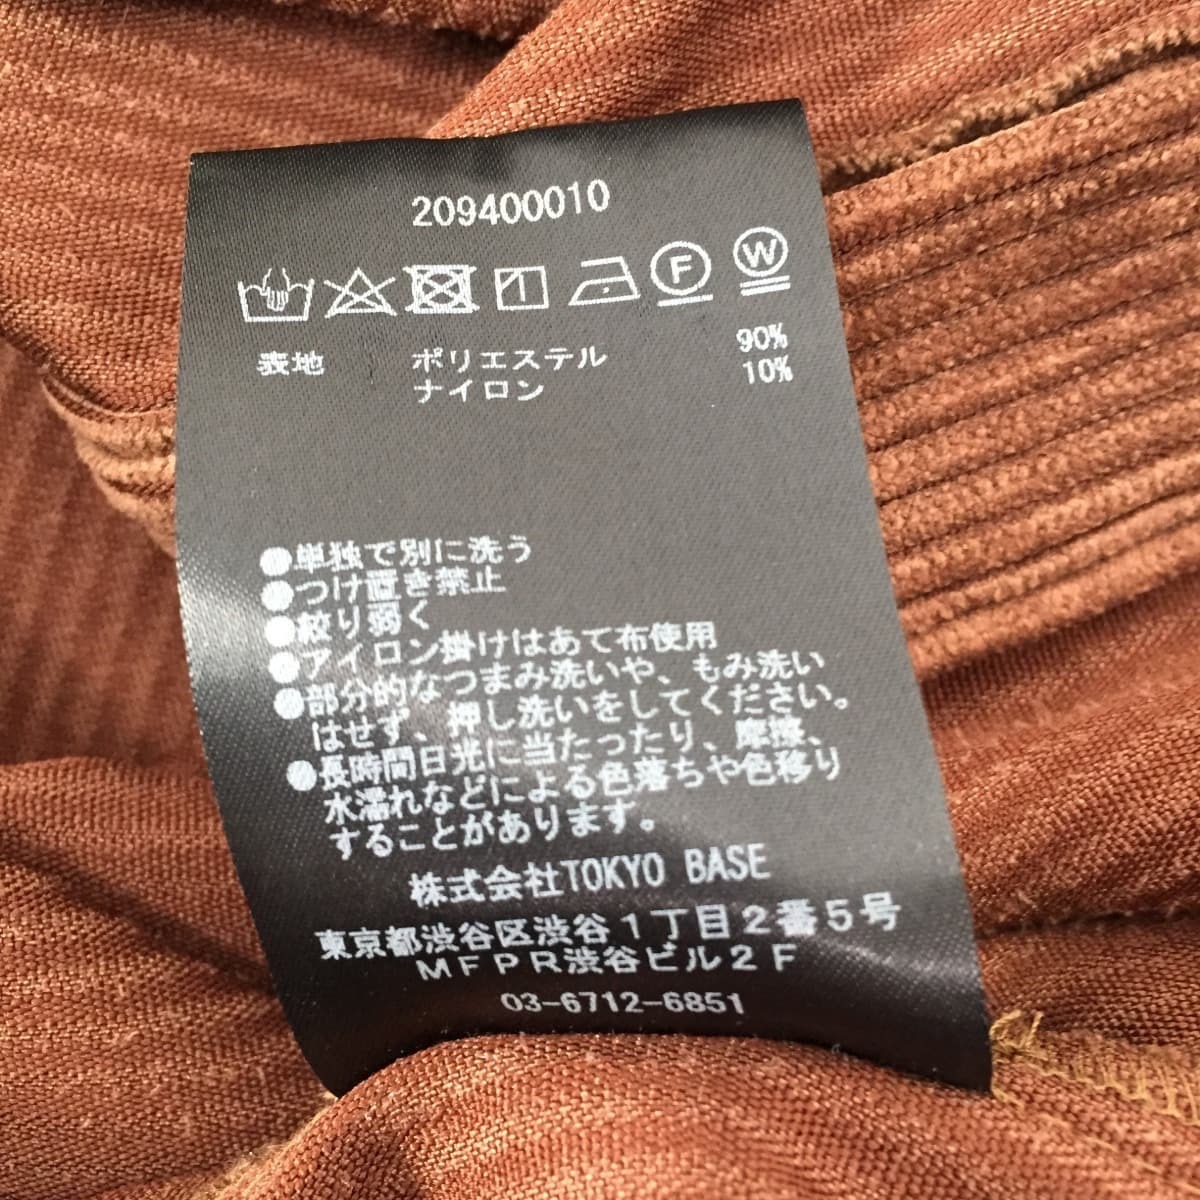 209400010
F W
表地 ポリエステル 90%
ナイロン 10%
●単独で別に洗う
●つけ置き禁止
●絞り弱く
●アイロン掛けはあて布使用
●部分的なつまみ洗いや、もみ洗い
はせず、押し洗いをしてください。
●長時間日光に当たったり、摩擦、
水濡れなどによる色落ちや色移り
することがあります。
株式会社TOKYO BASE
東京都渋谷区渋谷1丁目2番5号
MFPR渋谷ビル2F
03-6712-6851